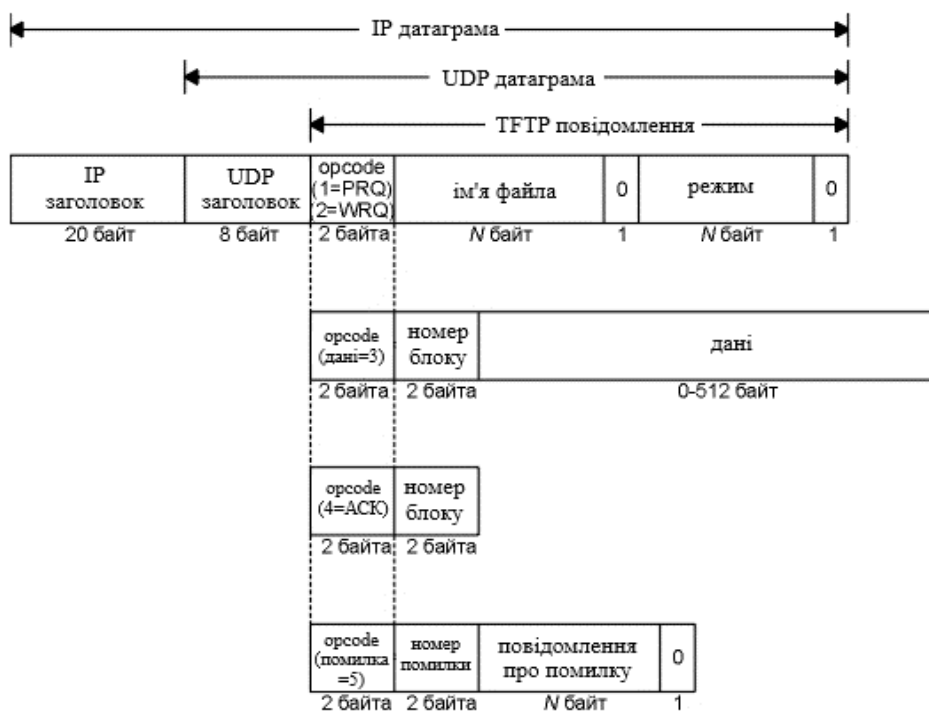 IP датаграма
UDP датаграма
TFTP повідомлення
IP
заголовок
UDP
заголовок
opcode
(1=PRQ)
(2=WRQ)
ім'я файла
0
режим
0
20 байт
8 байт
2 байта
N байт
1
N байт
1
opcode
(дані=3)
номер
блоку
дані
2 байта
2 байта
0-512 байт
opcode
(4=ACK)
номер
блоку
2 байта
2 байта
opcode
(помилка
=5)
номер
помилки
повідомлення
про помилку
0
2 байта
2 байта
N байт
1